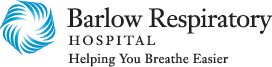 Barlow Respiratory
HOSPITAL
Helping You Breathe Easier